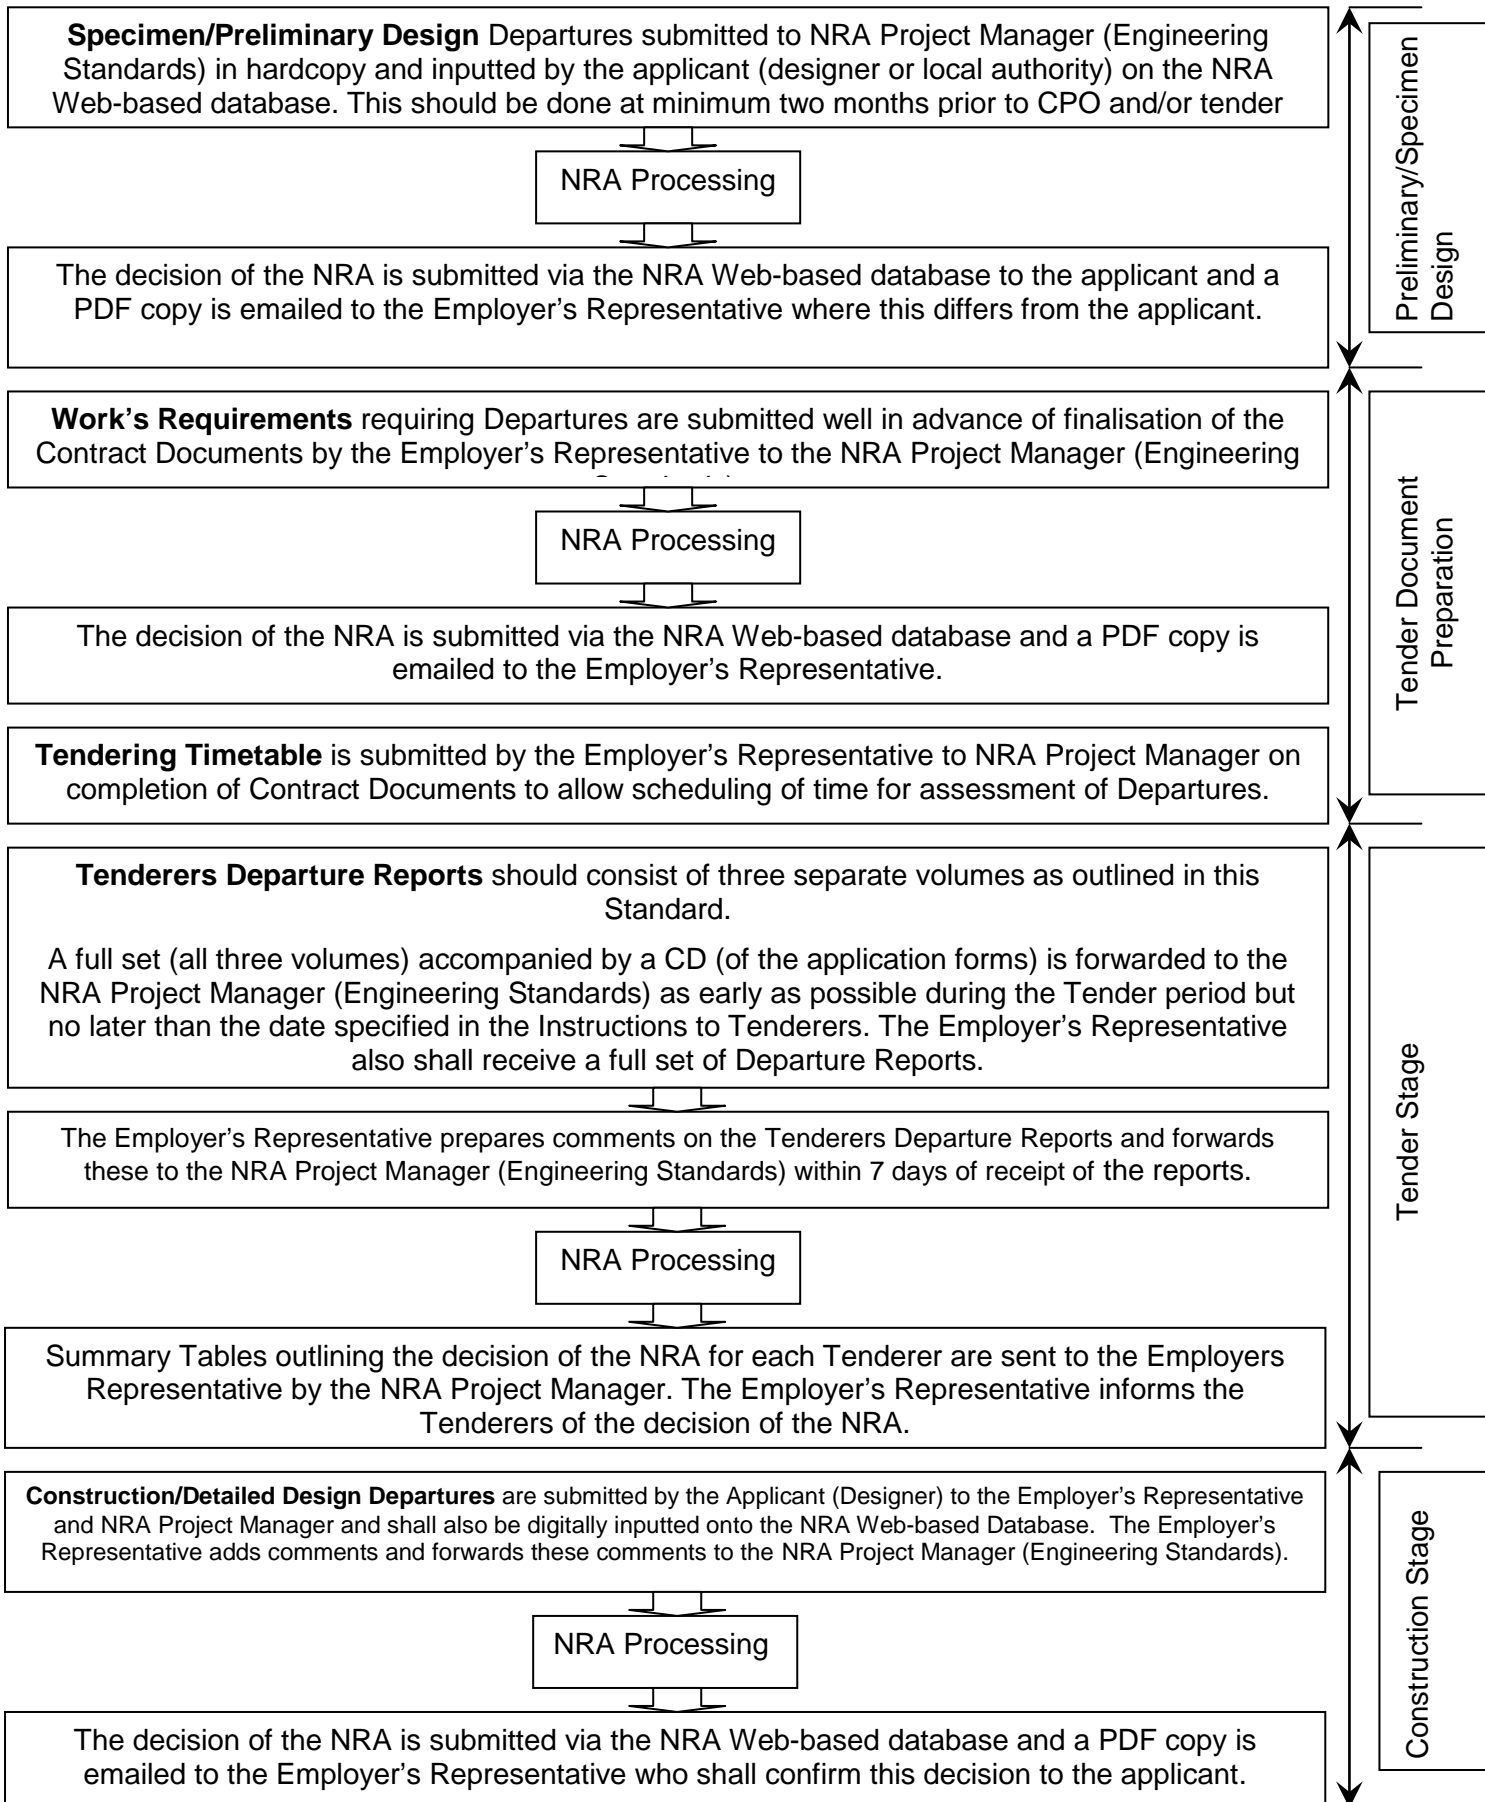 Specimen/Preliminary Design Departures submitted to NRA Project Manager (Engineering
Standards) in hardcopy and inputted by the applicant (designer or local authority) on the NRA
Web-based database. This should be done at minimum two months prior to CPO and/or tender
NRA Processing
The decision of the NRA is submitted via the NRA Web-based database to the applicant and a
PDF copy is emailed to the Employer’s Representative where this differs from the applicant.
Preliminary/Specimen
Design
Work’s Requirements requiring Departures are submitted well in advance of finalisation of the
Contract Documents by the Employer’s Representative to the NRA Project Manager (Engineering
NRA Processing
The decision of the NRA is submitted via the NRA Web-based database and a PDF copy is
emailed to the Employer’s Representative.
Tendering Timetable is submitted by the Employer’s Representative to NRA Project Manager on
completion of Contract Documents to allow scheduling of time for assessment of Departures.
Tender Document
Preparation
Tenderers Departure Reports should consist of three separate volumes as outlined in this
Standard.
A full set (all three volumes) accompanied by a CD (of the application forms) is forwarded to the
NRA Project Manager (Engineering Standards) as early as possible during the Tender period but
no later than the date specified in the Instructions to Tenderers. The Employer’s Representative
also shall receive a full set of Departure Reports.
The Employer’s Representative prepares comments on the Tenderers Departure Reports and forwards
these to the NRA Project Manager (Engineering Standards) within 7 days of receipt of the reports.
NRA Processing
Summary Tables outlining the decision of the NRA for each Tenderer are sent to the Employers
Representative by the NRA Project Manager. The Employer’s Representative informs the
Tenderers of the decision of the NRA.
Tender Stage
Construction/Detailed Design Departures are submitted by the Applicant (Designer) to the Employer’s Representative
and NRA Project Manager and shall also be digitally inputted onto the NRA Web-based Database. The Employer’s
Representative adds comments and forwards these comments to the NRA Project Manager (Engineering Standards).
NRA Processing
The decision of the NRA is submitted via the NRA Web-based database and a PDF copy is
emailed to the Employer’s Representative who shall confirm this decision to the applicant.
Construction Stage